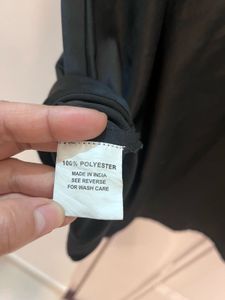 100% POLYESTER
MADE IN INDIA
SEE REVERSE
FOR WASH CARE